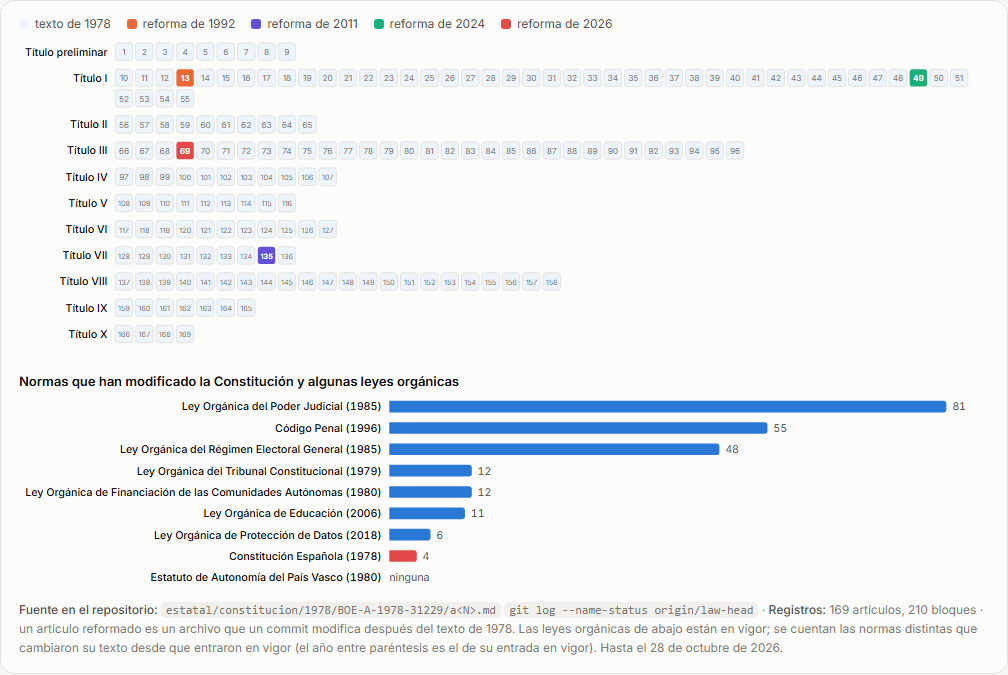 texto de 1978 reforma de 1992 reforma de 2011 reforma de 2024 reforma de 2026
Título preliminar 1 2 3 4 5 6 7 8 9
Título I 10 11 12 13 14 15 16 17 18 19 20 21 22 23 24 25 26 27 28 29 30 31 32 33 34 35 36 37 38 39 40 41 42 43 44 45 46 47 48 49 50 51
52 53 54 55
Título II 56 57 58 59 60 61 62 63 64 65
Título III 66 67 68 69 70 71 72 73 74 75 76 77 78 79 80 81 82 83 84 85 86 87 88 89 90 91 92 93 94 95 96
Título IV 97 98 99 100 101 102 103 104 105 106 107
Título V 108 109 110 111 112 113 114 115 116
Título VI 117 118 119 120 121 122 123 124 125 126 127
Título VII 128 129 130 131 132 133 134 135 136
Título VIII 137 138 139 140 141 142 143 144 145 146 147 148 149 150 151 152 153 154 155 156 157 158
Título IX 159 160 161 162 163 164 165
Título X 166 167 168 169
Normas que han modificado la Constitución y algunas leyes orgánicas
Ley Orgánica del Poder Judicial (1985) 81
Código Penal (1996) 55
Ley Orgánica del Régimen Electoral General (1985) 48
Ley Orgánica del Tribunal Constitucional (1979) 12
Ley Orgánica de Financiación de las Comunidades Autónomas (1980) 12
Ley Orgánica de Educación (2006) 11
Ley Orgánica de Protección de Datos (2018) 6
Constitución Española (1978) 4
Estatuto de Autonomía del País Vasco (1980) ninguna
Fuente en el repositorio: estatal/constitucion/1978/BOE-A-1978-31229/a<N>.md git log --name-status origin/law-head · Registros: 169 artículos, 210 bloques ·
un artículo reformado es un archivo que un commit modifica después del texto de 1978. Las leyes orgánicas de abajo están en vigor; se cuentan las normas distintas que
cambiaron su texto desde que entraron en vigor (el año entre paréntesis es el de su entrada en vigor). Hasta el 28 de octubre de 2026.